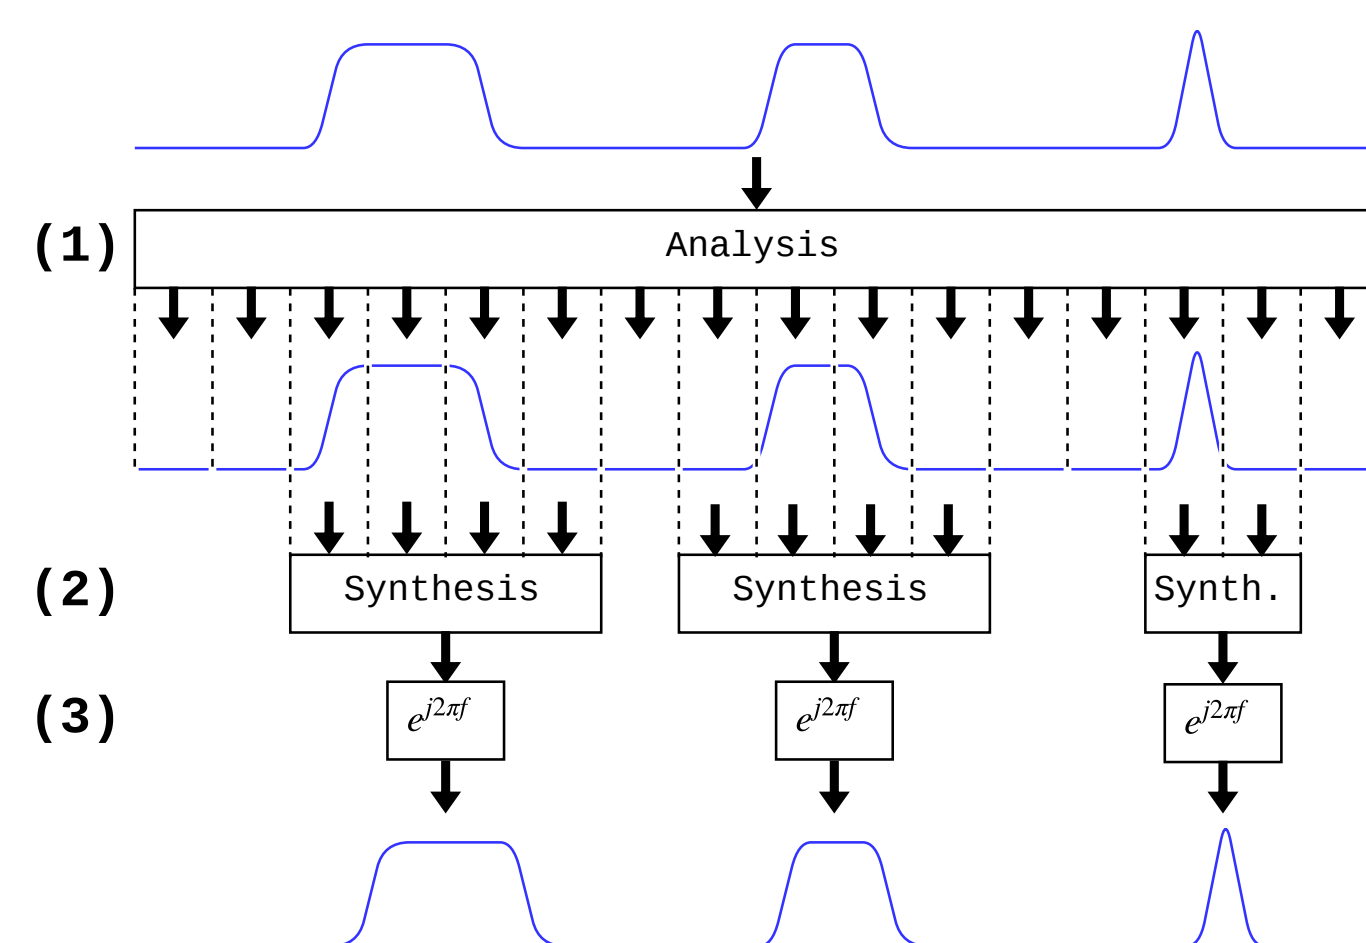 (1) Analysis
(2) Synthesis Synthesis Synth.
(3) e^{j2πf} e^{j2πf} e^{j2πf}